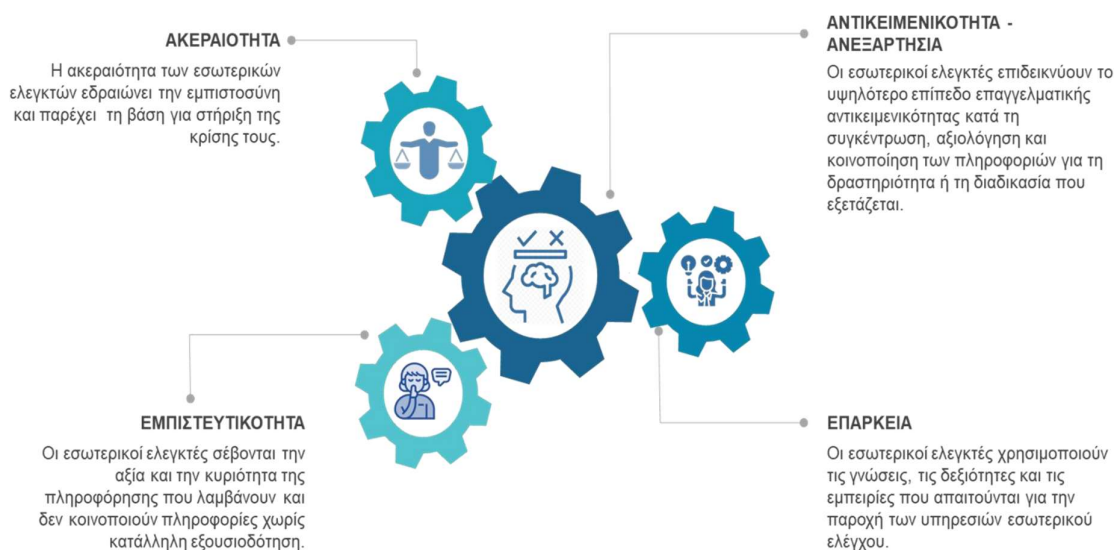 ΑΚΕΡΑΙΟΤΗΤΑ
Η ακεραιότητα των εσωτερικών
ελεγκτών εδραιώνει την εμπιστοσύνη
και παρέχει τη βάση για στήριξη της
κρίσης τους.
ΑΝΤΙΚΕΙΜΕΝΙΚΟΤΗΤΑ -
ΑΝΕΞΑΡΤΗΣΙΑ
Οι εσωτερικοί ελεγκτές επιδεικνύουν το
υψηλότερο επίπεδο επαγγελματικής
αντικειμενικότητας κατά τη
συγκέντρωση, αξιολόγηση και
κοινοποίηση των πληροφοριών για τη
δραστηριότητα ή τη διαδικασία που
εξετάζεται.
ΕΜΠΙΣΤΕΥΤΙΚΟΤΗΤΑ
Οι εσωτερικοί ελεγκτές σέβονται την
αξία και την κυριότητα της
πληροφόρησης που λαμβάνουν και
δεν κοινοποιούν πληροφορίες χωρίς
κατάλληλη εξουσιοδότηση.
ΕΠΑΡΚΕΙΑ
Οι εσωτερικοί ελεγκτές χρησιμοποιούν
τις γνώσεις, τις δεξιότητες και τις
εμπειρίες που απαιτούνται για την
παροχή των υπηρεσιών εσωτερικού
ελέγχου.